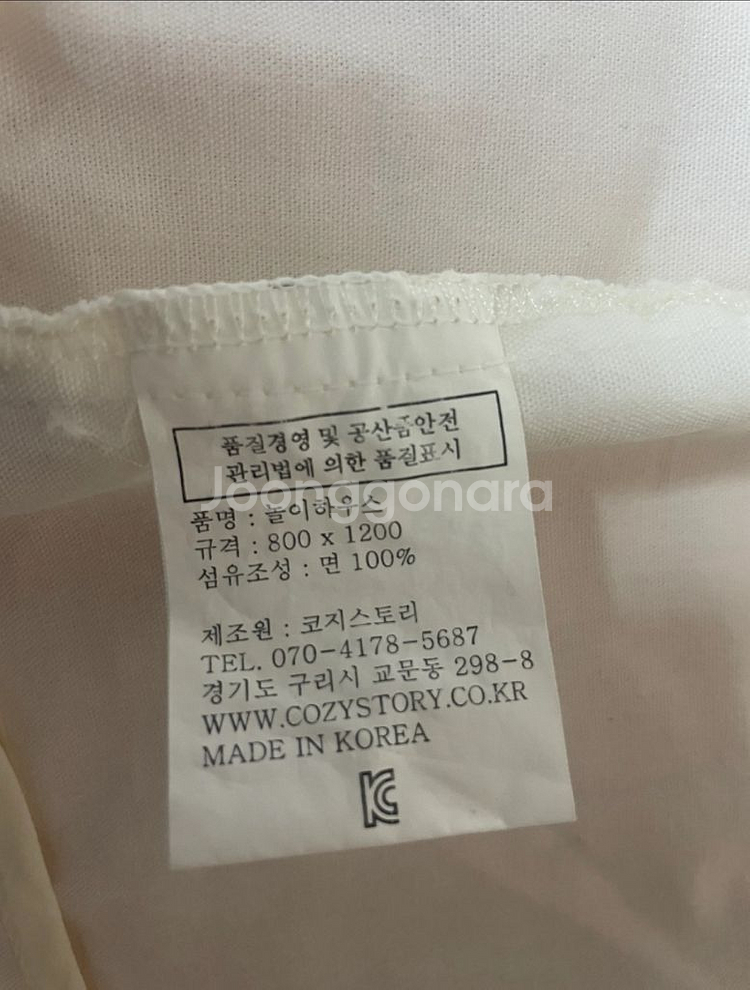 품질경영 및 공산품안전
관리법에 의한 품질표시
Joonggonara
품명 : 놀이하우스
규격 : 800 x 1200
섬유조성 : 면 100%
제조원 : 코지스토리
TEL. 070-4178-5687
경기도 구리시 교문동 298-8
WWW.COZYSTORY.CO.KR
MADE IN KOREA